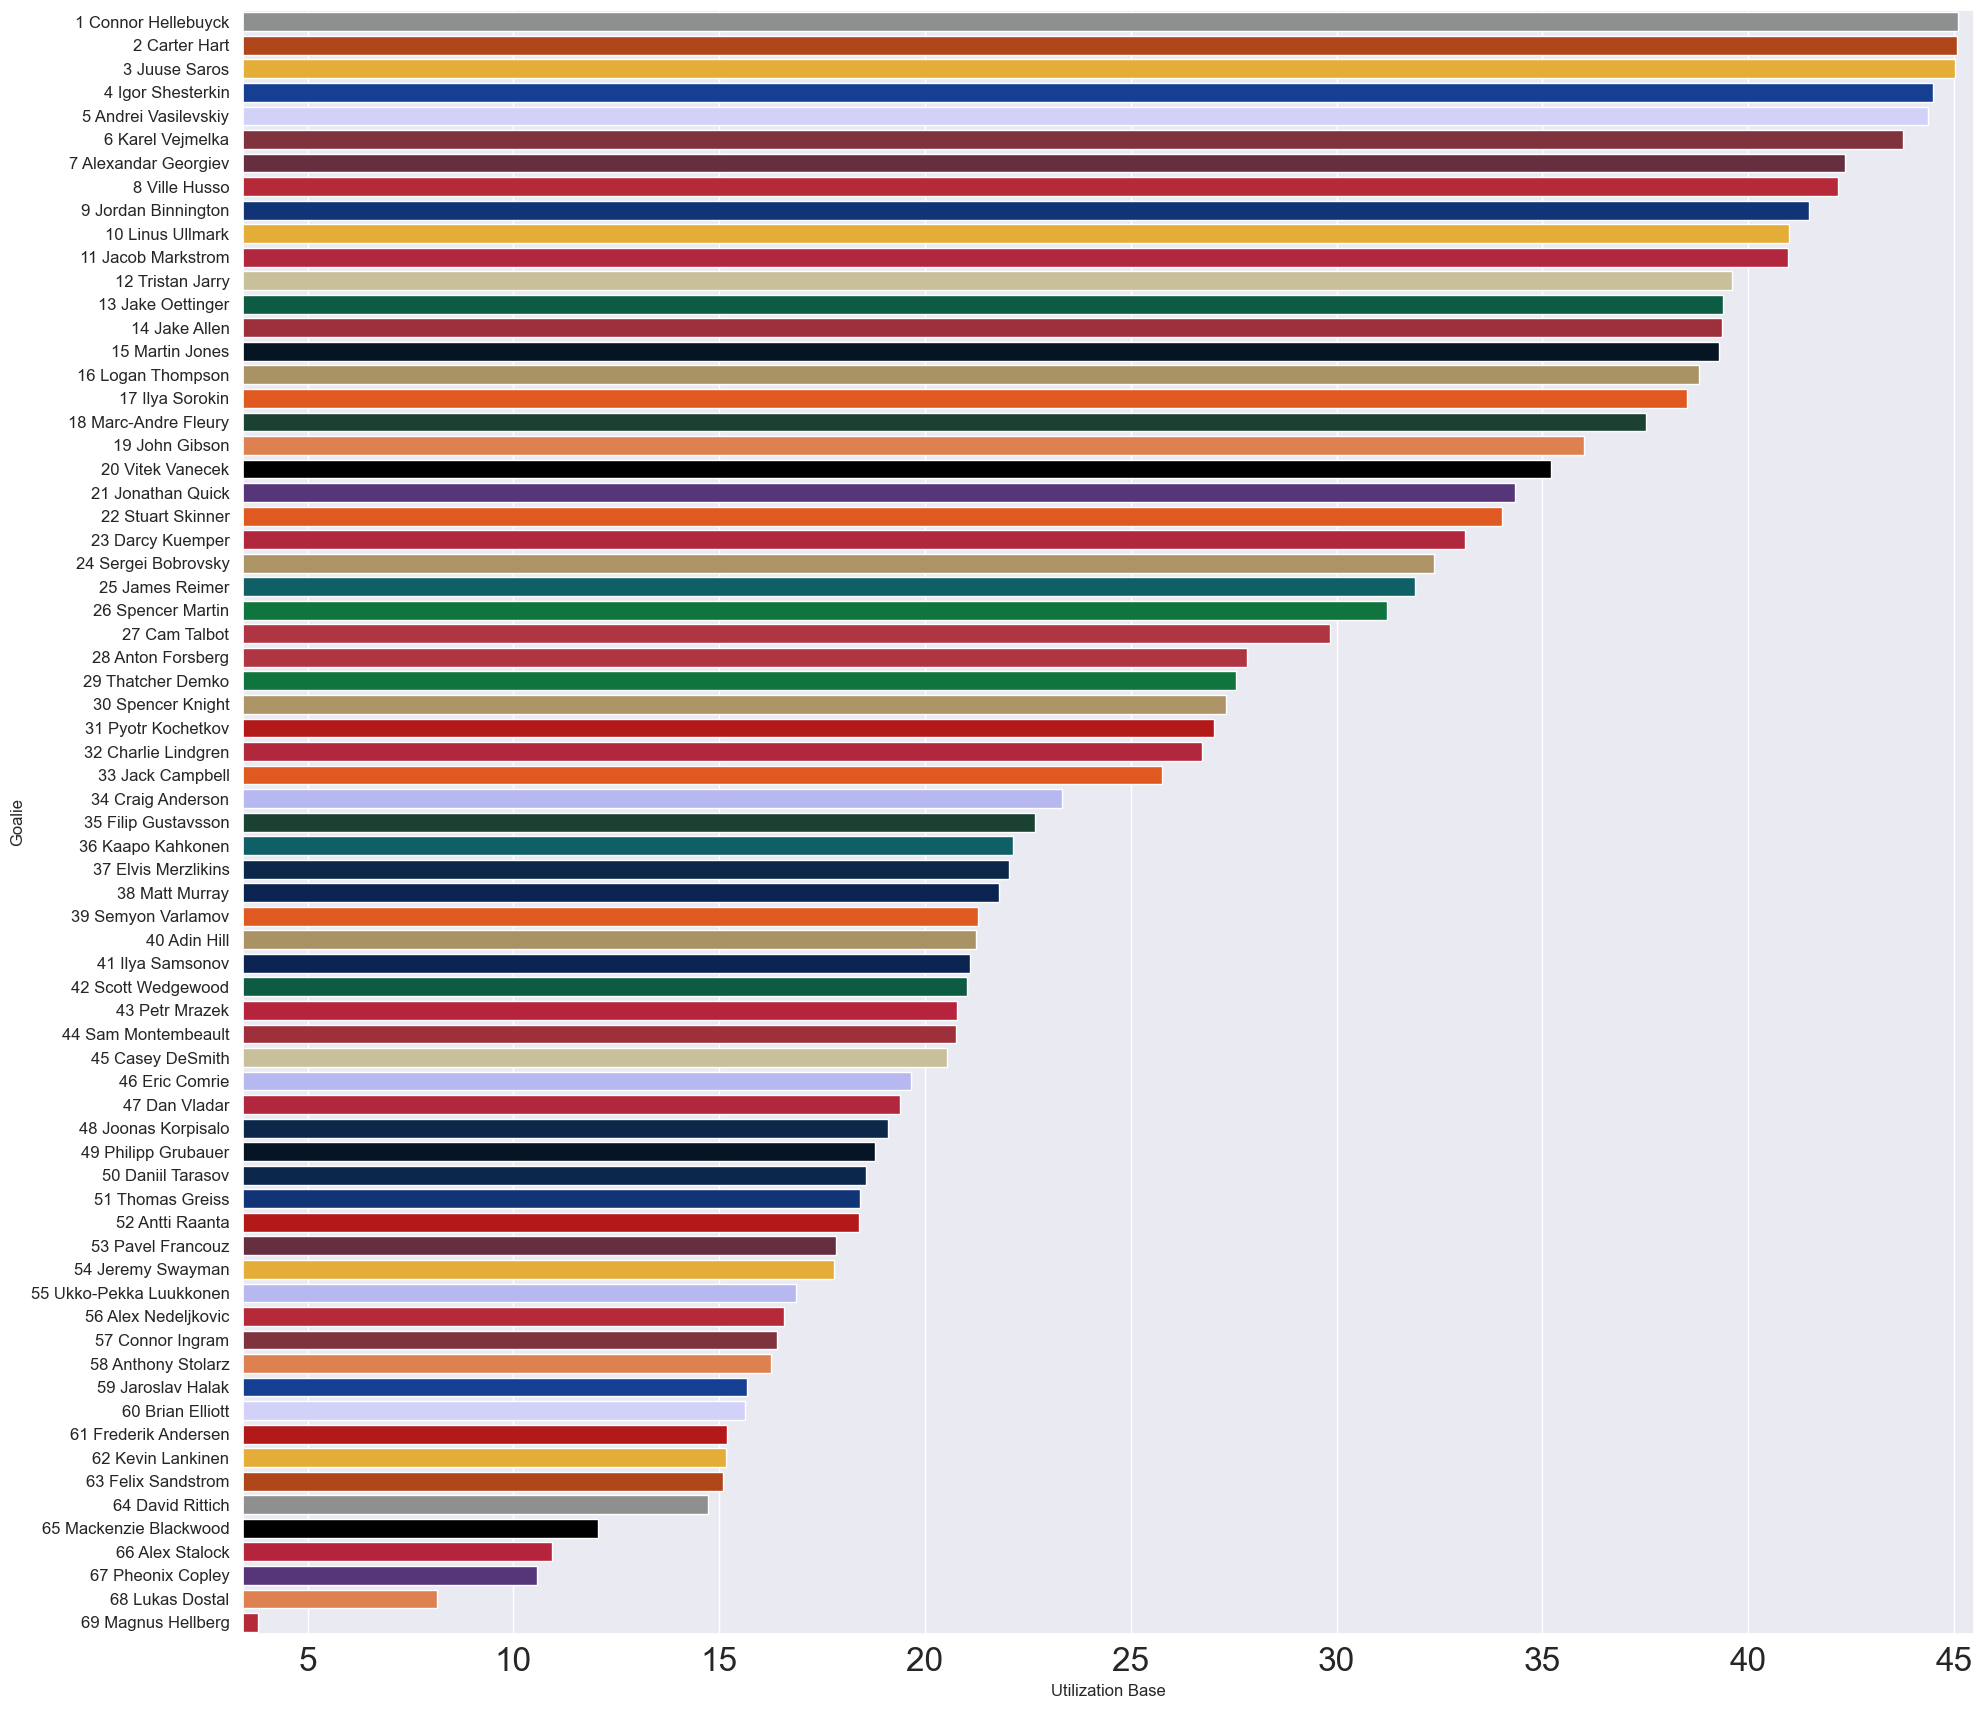 1 Connor Hellebuyck
2 Carter Hart
3 Juuse Saros
4 Igor Shesterkin
5 Andrei Vasilevskiy
6 Karel Vejmelka
7 Alexandar Georgiev
8 Ville Husso
9 Jordan Binnington
10 Linus Ullmark
11 Jacob Markstrom
12 Tristan Jarry
13 Jake Oettinger
14 Jake Allen
15 Martin Jones
16 Logan Thompson
17 Ilya Sorokin
18 Marc-Andre Fleury
19 John Gibson
20 Vitek Vanecek
21 Jonathan Quick
22 Stuart Skinner
23 Darcy Kuemper
24 Sergei Bobrovsky
25 James Reimer
26 Spencer Martin
27 Cam Talbot
28 Anton Forsberg
29 Thatcher Demko
30 Spencer Knight
31 Pyotr Kochetkov
32 Charlie Lindgren
33 Jack Campbell
34 Craig Anderson
35 Filip Gustavsson
36 Kaapo Kahkonen
37 Elvis Merzlikins
38 Matt Murray
39 Semyon Varlamov
40 Adin Hill
41 Ilya Samsonov
42 Scott Wedgewood
43 Petr Mrazek
44 Sam Montembeault
45 Casey DeSmith
46 Eric Comrie
47 Dan Vladar
48 Joonas Korpisalo
49 Philipp Grubauer
50 Daniil Tarasov
51 Thomas Greiss
52 Antti Raanta
53 Pavel Francouz
54 Jeremy Swayman
55 Ukko-Pekka Luukkonen
56 Alex Nedeljkovic
57 Connor Ingram
58 Anthony Stolarz
59 Jaroslav Halak
60 Brian Elliott
61 Frederik Andersen
62 Kevin Lankinen
63 Felix Sandstrom
64 David Rittich
65 Mackenzie Blackwood
66 Alex Stalock
67 Pheonix Copley
68 Lukas Dostal
69 Magnus Hellberg
Goalie
5 10 15 20 25 30 35 40 45
Utilization Base